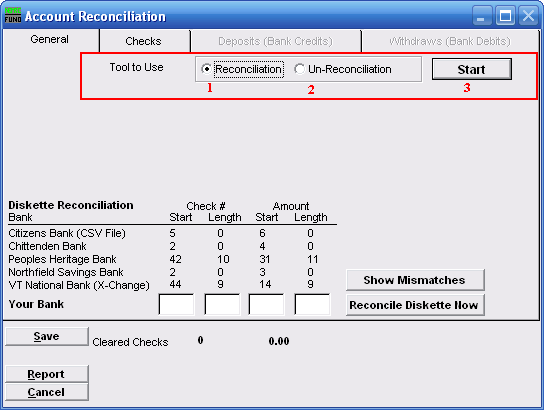 FUND Account Reconciliation
General Checks Deposits (Bank Credits) Withdraws (Bank Debits)
Tool to Use Reconciliation Un-Reconciliation Start
1 2 3
Diskette Reconciliation Check # Amount
Bank Start Length Start Length
Citizens Bank (CSV File) 5 0 6 0
Chittenden Bank 2 0 4 0
Peoples Heritage Bank 42 10 31 11
Northfield Savings Bank 2 0 3 0
VT National Bank (X-Change) 44 9 14 9
Show Mismatches
Your Bank Reconcile Diskette Now
Save Cleared Checks 0 0.00
Report
Cancel